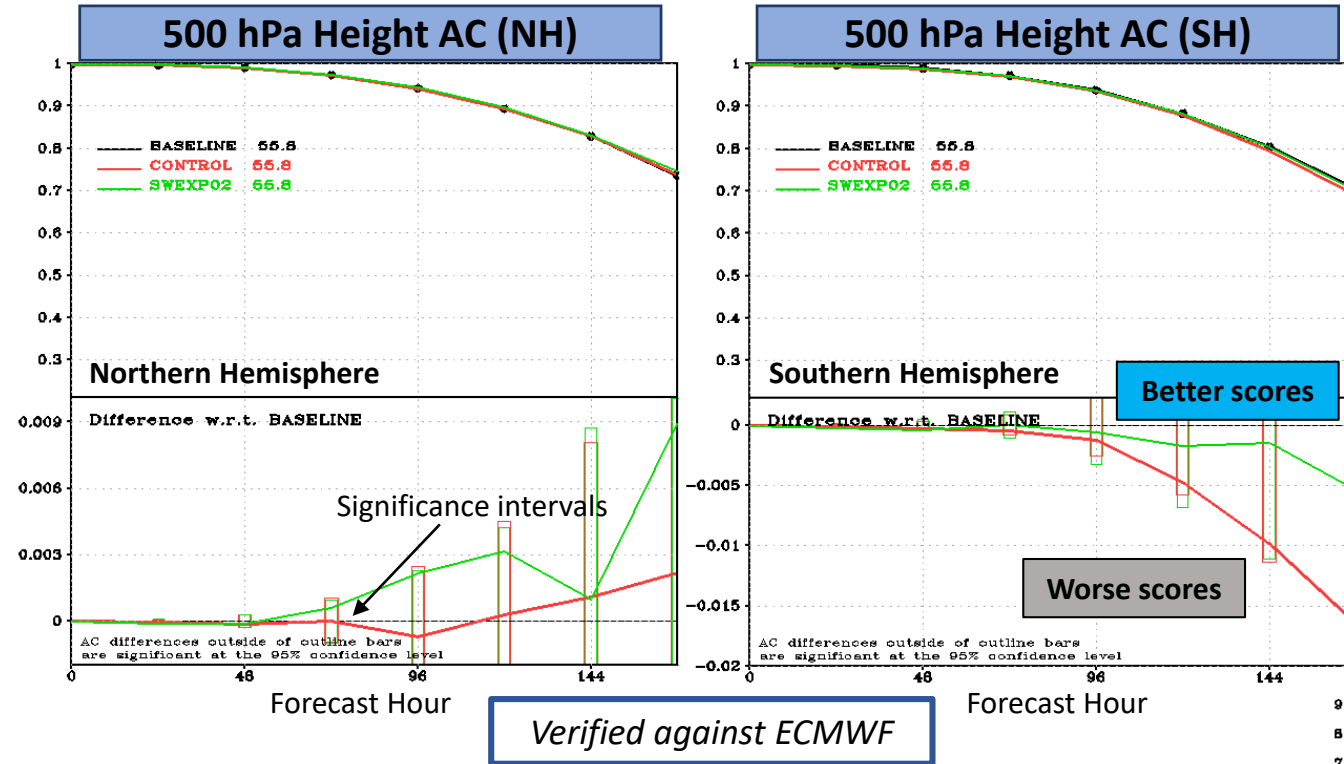 500 hPa Height AC (NH)
1
0.9
0.8
0.7
0.6
0.5
0.4
0.3
BASELINE 55.8
CONTROL 55.8
SWEXP02 55.8
Northern Hemisphere
Difference w.r.t. BASELINE
0.009
0.006
0.003
0
Significance intervals
AC differences outside of outline bars
are significant at the 95% confidence level
0 48 96 144
Forecast Hour
500 hPa Height AC (SH)
1
0.9
0.8
0.7
0.6
0.5
0.4
0.3
BASELINE 55.8
CONTROL 55.8
SWEXP02 55.8
Southern Hemisphere
Better scores
Difference w.r.t. BASELINE
0
-0.005
-0.01
-0.015
-0.02
Worse scores
AC differences outside of outline bars
are significant at the 95% confidence level
0 48 96 144
Forecast Hour
Verified against ECMWF